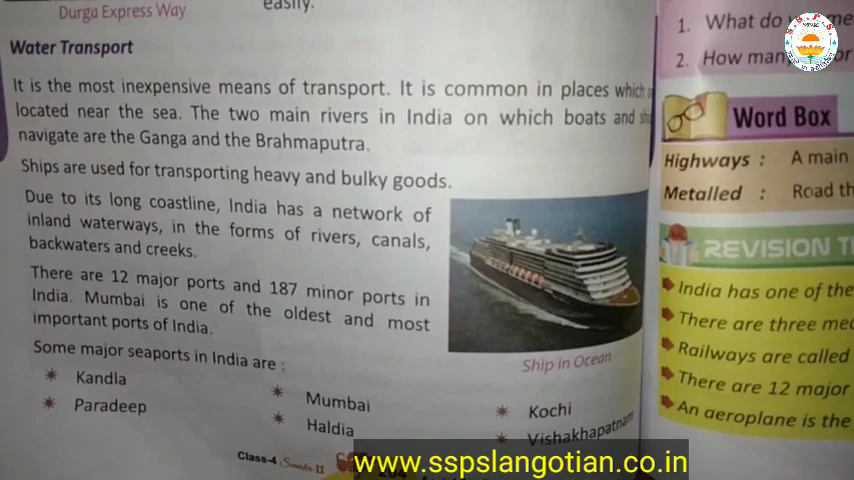 easily.
Durga Express Way
Water Transport
It is the most inexpensive means of transport. It is common in places which
located near the sea. The two main rivers in India on which boats and
navigate are the Ganga and the Brahmaputra.
Ships are used for transporting heavy and bulky goods.
Due to its long coastline, India has a network of
inland waterways, in the forms of rivers, canals,
backwaters and creeks.
There are 12 major ports and 187 minor ports in
India. Mumbai is one of the oldest and most
important ports of India.
Ship in Ocean
Some major seaports in India are :
Kandla
Mumbai
Kochi
Paradeep
Haldia
Vishakhapatnam
Class-4
www.sspslangotian.co.in
1. What do
2. How many
Word Box
Highways : A main
Metalled : Road
REVISION
India has one of the
There are three
Railways are called
There are 12 major
An aeroplane is the